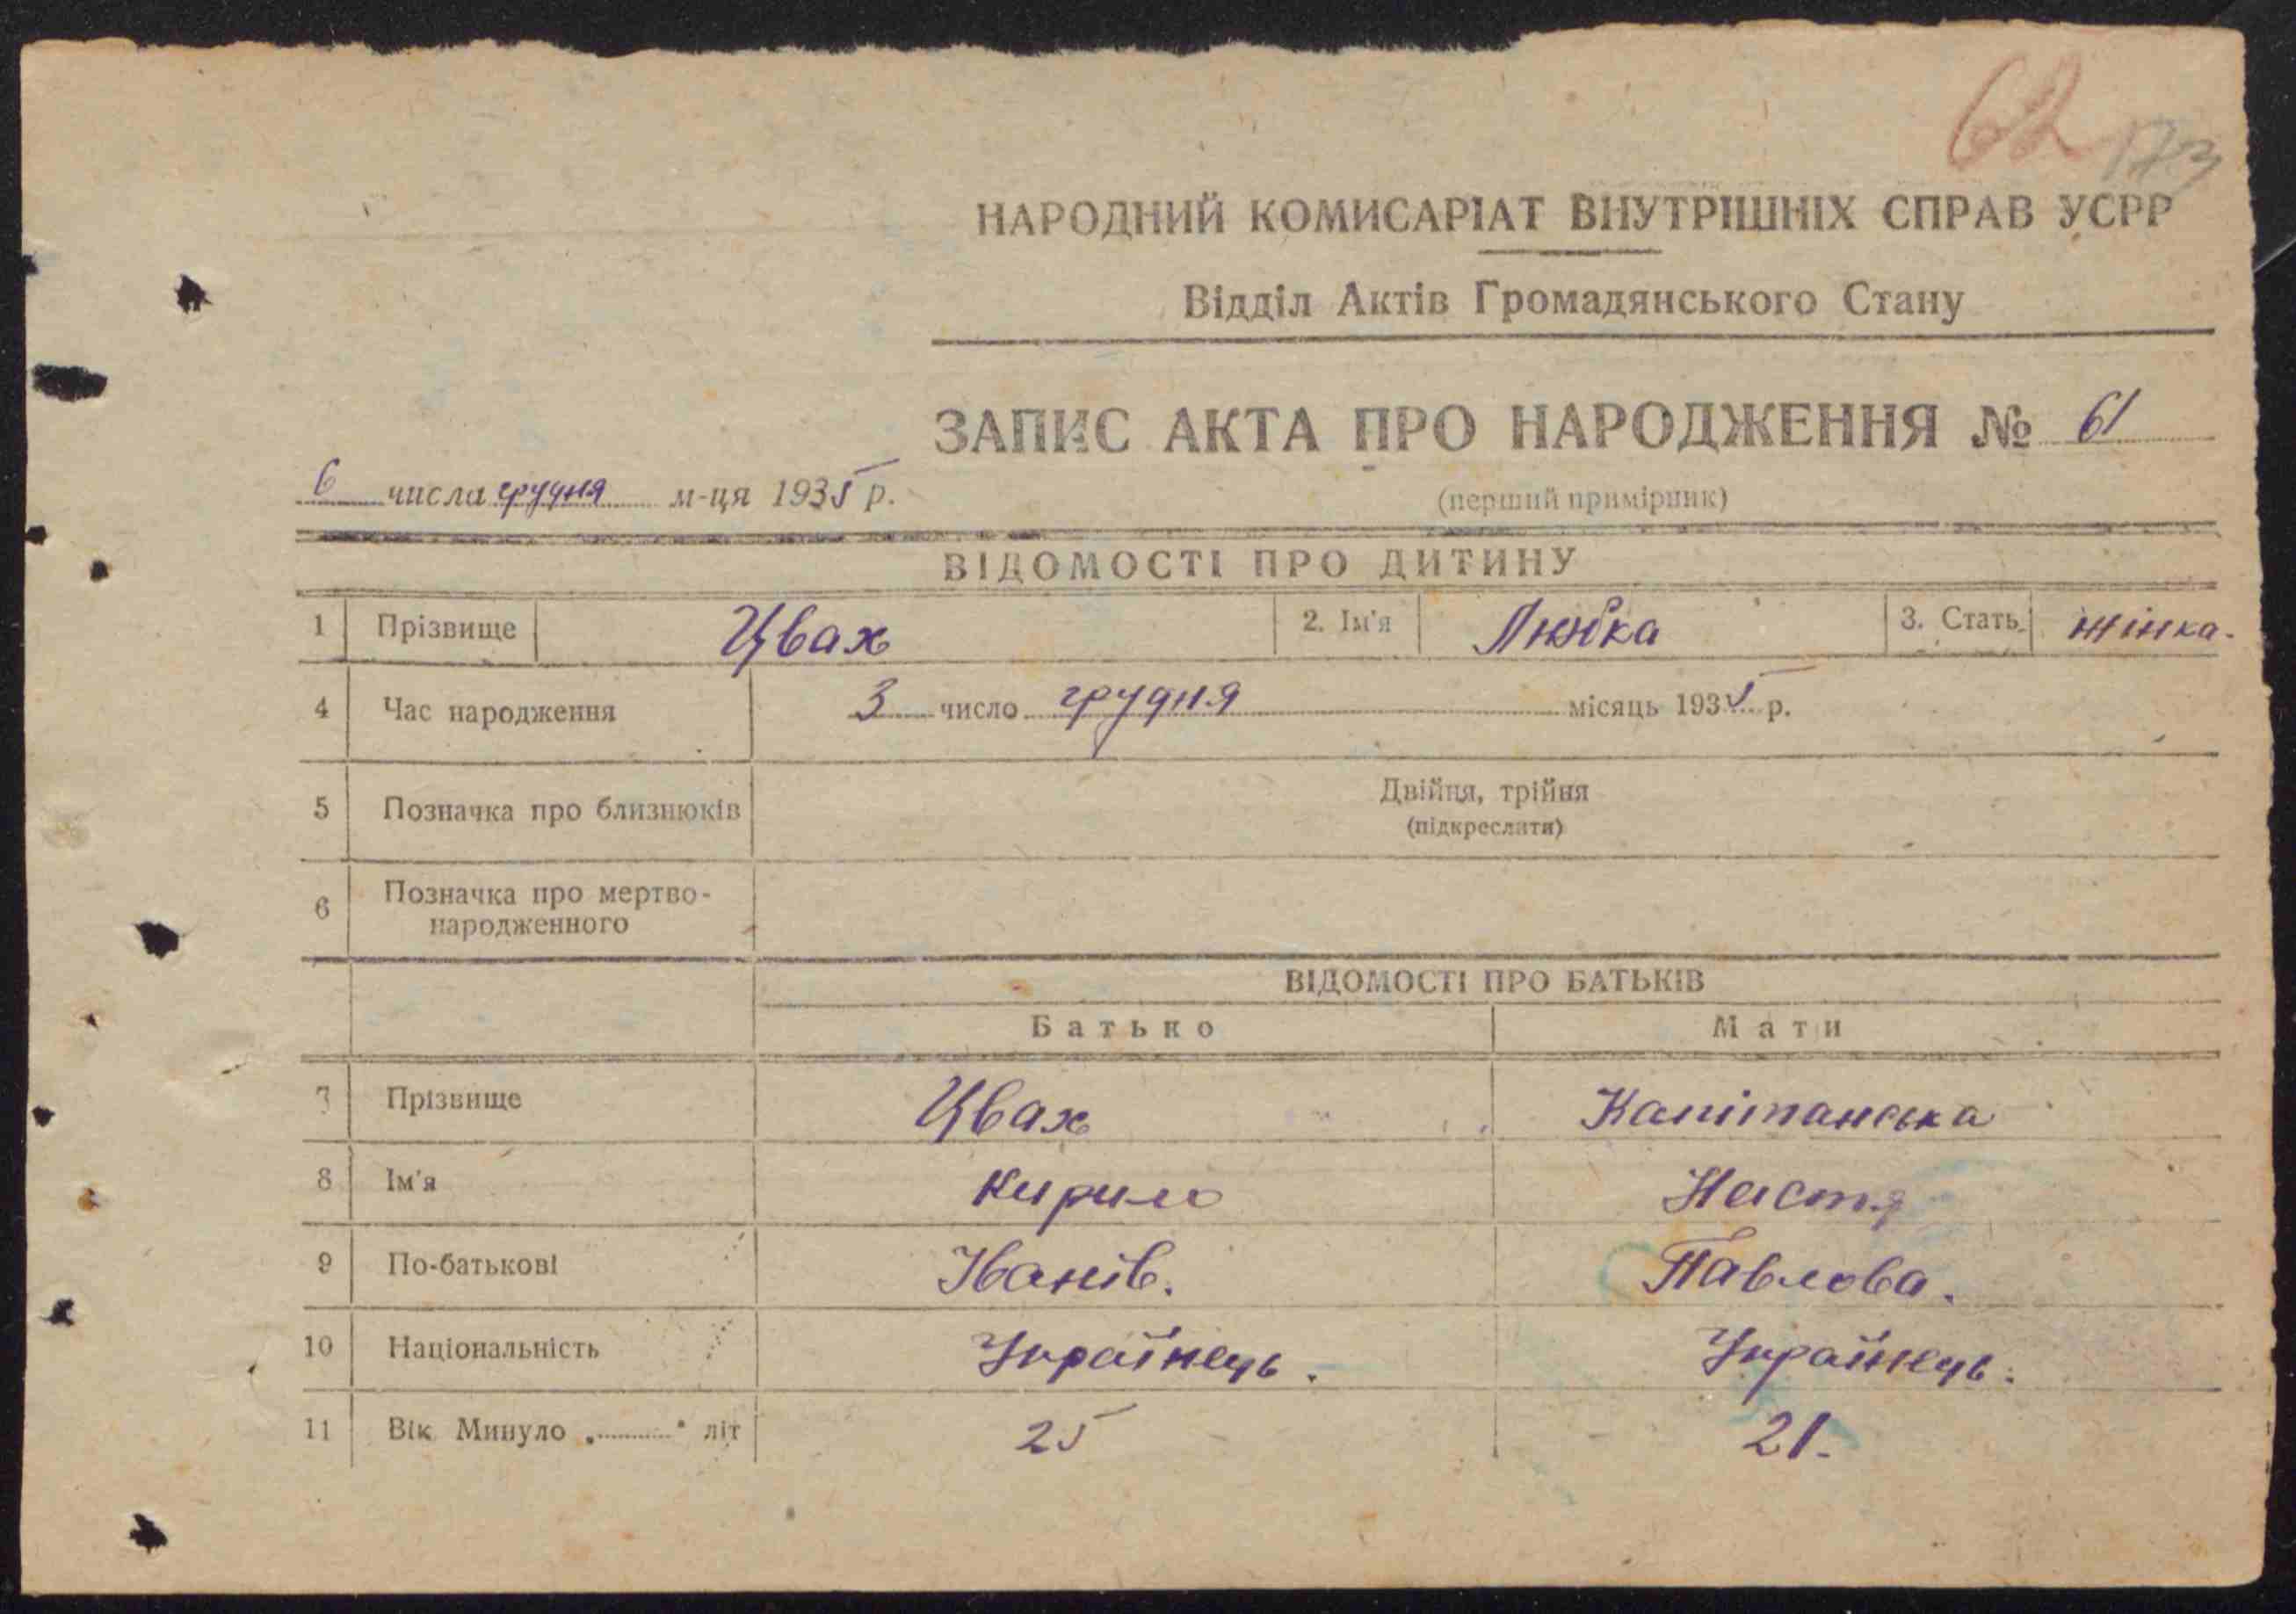 62 173
НАРОДНИЙ КОМИСАРІАТ ВНУТРІШНІХ СПРАВ УСРР
Відділ Актів Громадянського Стану
ЗАПИС АКТА ПРО НАРОДЖЕННЯ № 61
6 числа грудня м-ця 1935 р.
(перший примірник)
ВІДОМОСТІ ПРО ДИТИНУ
1 Прізвище Цвах 2. Ім'я Любка 3. Стать жінка.
4 Час народження 3 число грудня місяць 1935 р.
5 Позначка про близнюків Двійня, трійня
(підкреслити)
6 Позначка про мертво-
народженного
ВІДОМОСТІ ПРО БАТЬКІВ
Батько Мати
7 Прізвище Цвах Капітанська
8 Ім'я Кирило Настя
9 По-батькові Іванів. Павлова.
10 Національність Українець. Українець.
11 Вік Минуло „ " літ 25 21.